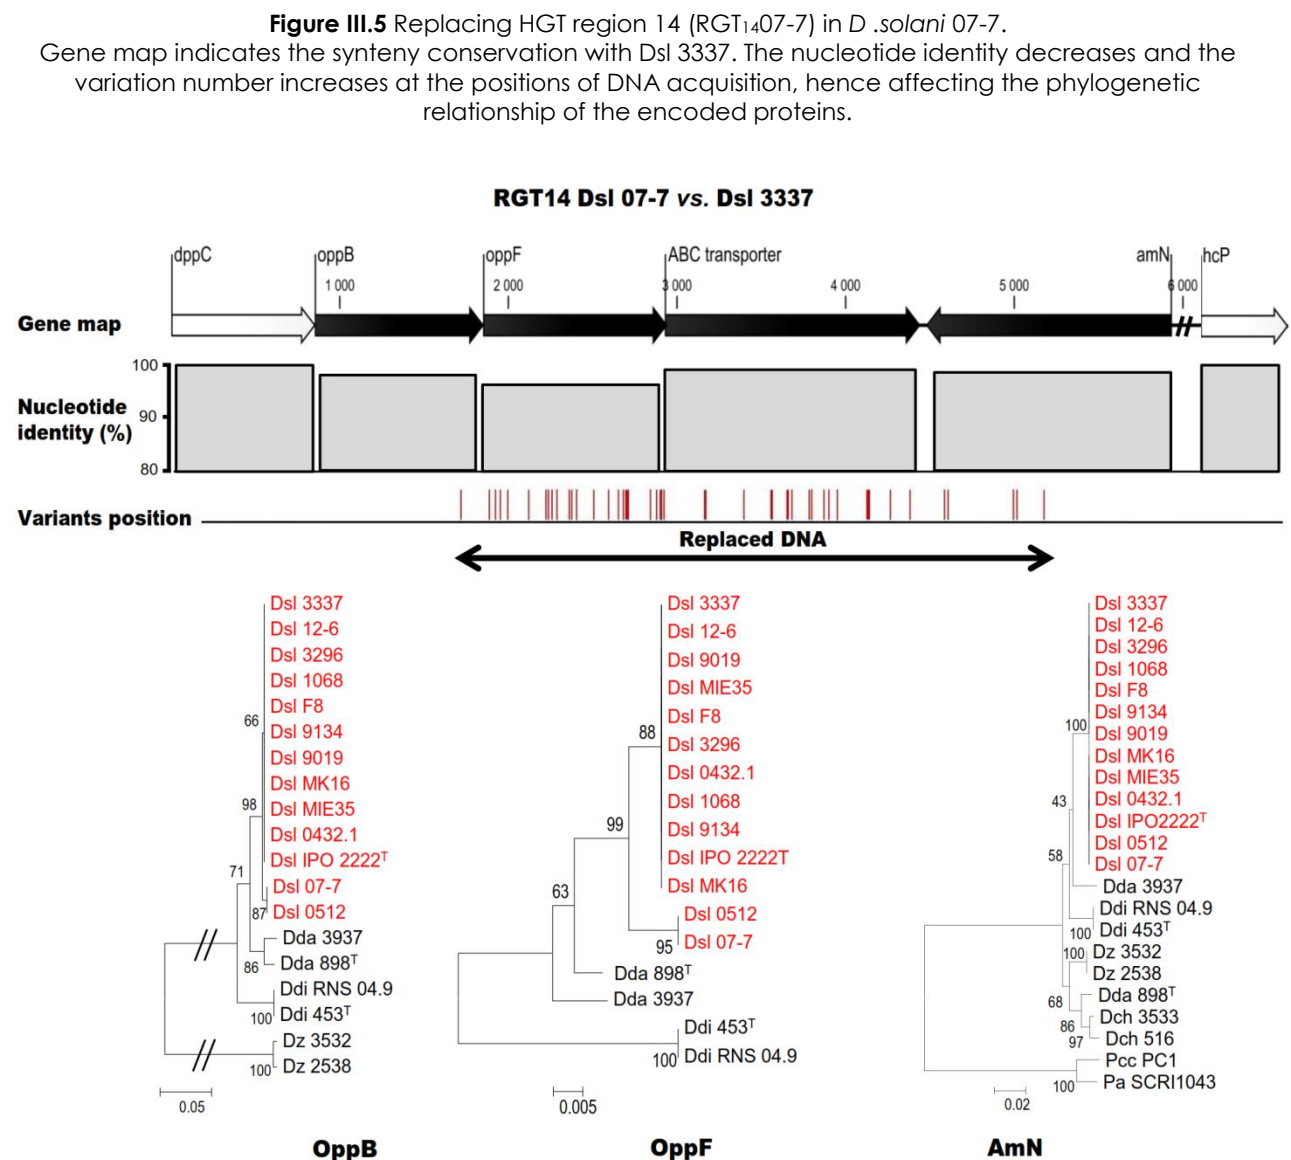 Figure III.5 Replacing HGT region 14 (RGT₁₄07-7) in D .solani 07-7.
Gene map indicates the synteny conservation with Dsl 3337. The nucleotide identity decreases and the
variation number increases at the positions of DNA acquisition, hence affecting the phylogenetic
relationship of the encoded proteins.
RGT14 Dsl 07-7 vs. Dsl 3337
dppC oppB oppF ABC transporter amN hcP
1 000 2 000 3 000 4 000 5 000 6 000
Gene map
100
Nucleotide
identity (%)
90
80
Variants position
Replaced DNA
Dsl 3337
Dsl 12-6
Dsl 3296
Dsl 1068
Dsl F8
Dsl 9134
Dsl 9019
Dsl MK16
Dsl MIE35
Dsl 0432.1
Dsl IPO 2222ᵀ
Dsl 07-7
Dsl 0512
Dda 3937
Dda 898ᵀ
Ddi RNS 04.9
Ddi 453ᵀ
Dz 3532
Dz 2538
66
98
71
87
86
100
100
0.05
OppB
Dsl 3337
Dsl 12-6
Dsl 9019
Dsl MIE35
Dsl F8
Dsl 3296
Dsl 0432.1
Dsl 1068
Dsl 9134
Dsl IPO 2222T
Dsl MK16
Dsl 0512
Dsl 07-7
Dda 898ᵀ
Dda 3937
Ddi 453ᵀ
Ddi RNS 04.9
88
99
63
95
100
0.005
OppF
Dsl 3337
Dsl 12-6
Dsl 3296
Dsl 1068
Dsl F8
Dsl 9134
Dsl 9019
Dsl MK16
Dsl MIE35
Dsl 0432.1
Dsl IPO2222ᵀ
Dsl 0512
Dsl 07-7
Dda 3937
Ddi RNS 04.9
Ddi 453ᵀ
Dz 3532
Dz 2538
Dda 898ᵀ
Dch 3533
Dch 516
Pcc PC1
Pa SCRI1043
100
43
58
100
100
68
86
97
100
0.02
AmN